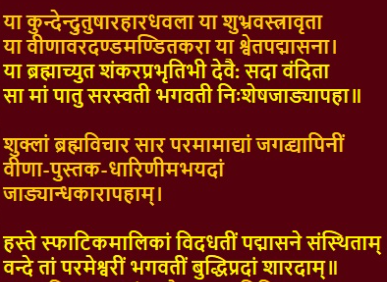 या कुन्देन्दुतुषारहारधवला या शुभ्रवस्त्रावृता
या वीणावरदण्डमण्डितकरा या श्वेतपद्मासना।
या ब्रह्माच्युत शंकरप्रभृतिभी देवै: सदा वंदिता
सा मां पातु सरस्वती भगवती नि:शेषजाड्यापहा॥
शुक्लां ब्रह्मविचार सार परमामाद्यां जगद्व्यापिनीं
वीणा-पुस्तक-धारिणीमभयदां
जाड्यान्धकारापहाम्।
हस्ते स्फाटिकमालिकां विदधतीं पद्मासने संस्थिताम्
वन्दे तां परमेश्वरीं भगवतीं बुद्धिप्रदां शारदाम्॥